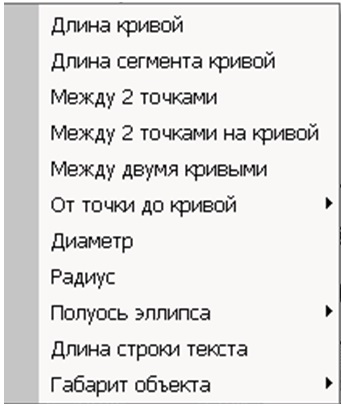 Длина кривой
Длина сегмента кривой
Между 2 точками
Между 2 точками на кривой
Между двумя кривыми
От точки до кривой
Диаметр
Радиус
Полуось эллипса
Длина строки текста
Габарит объекта